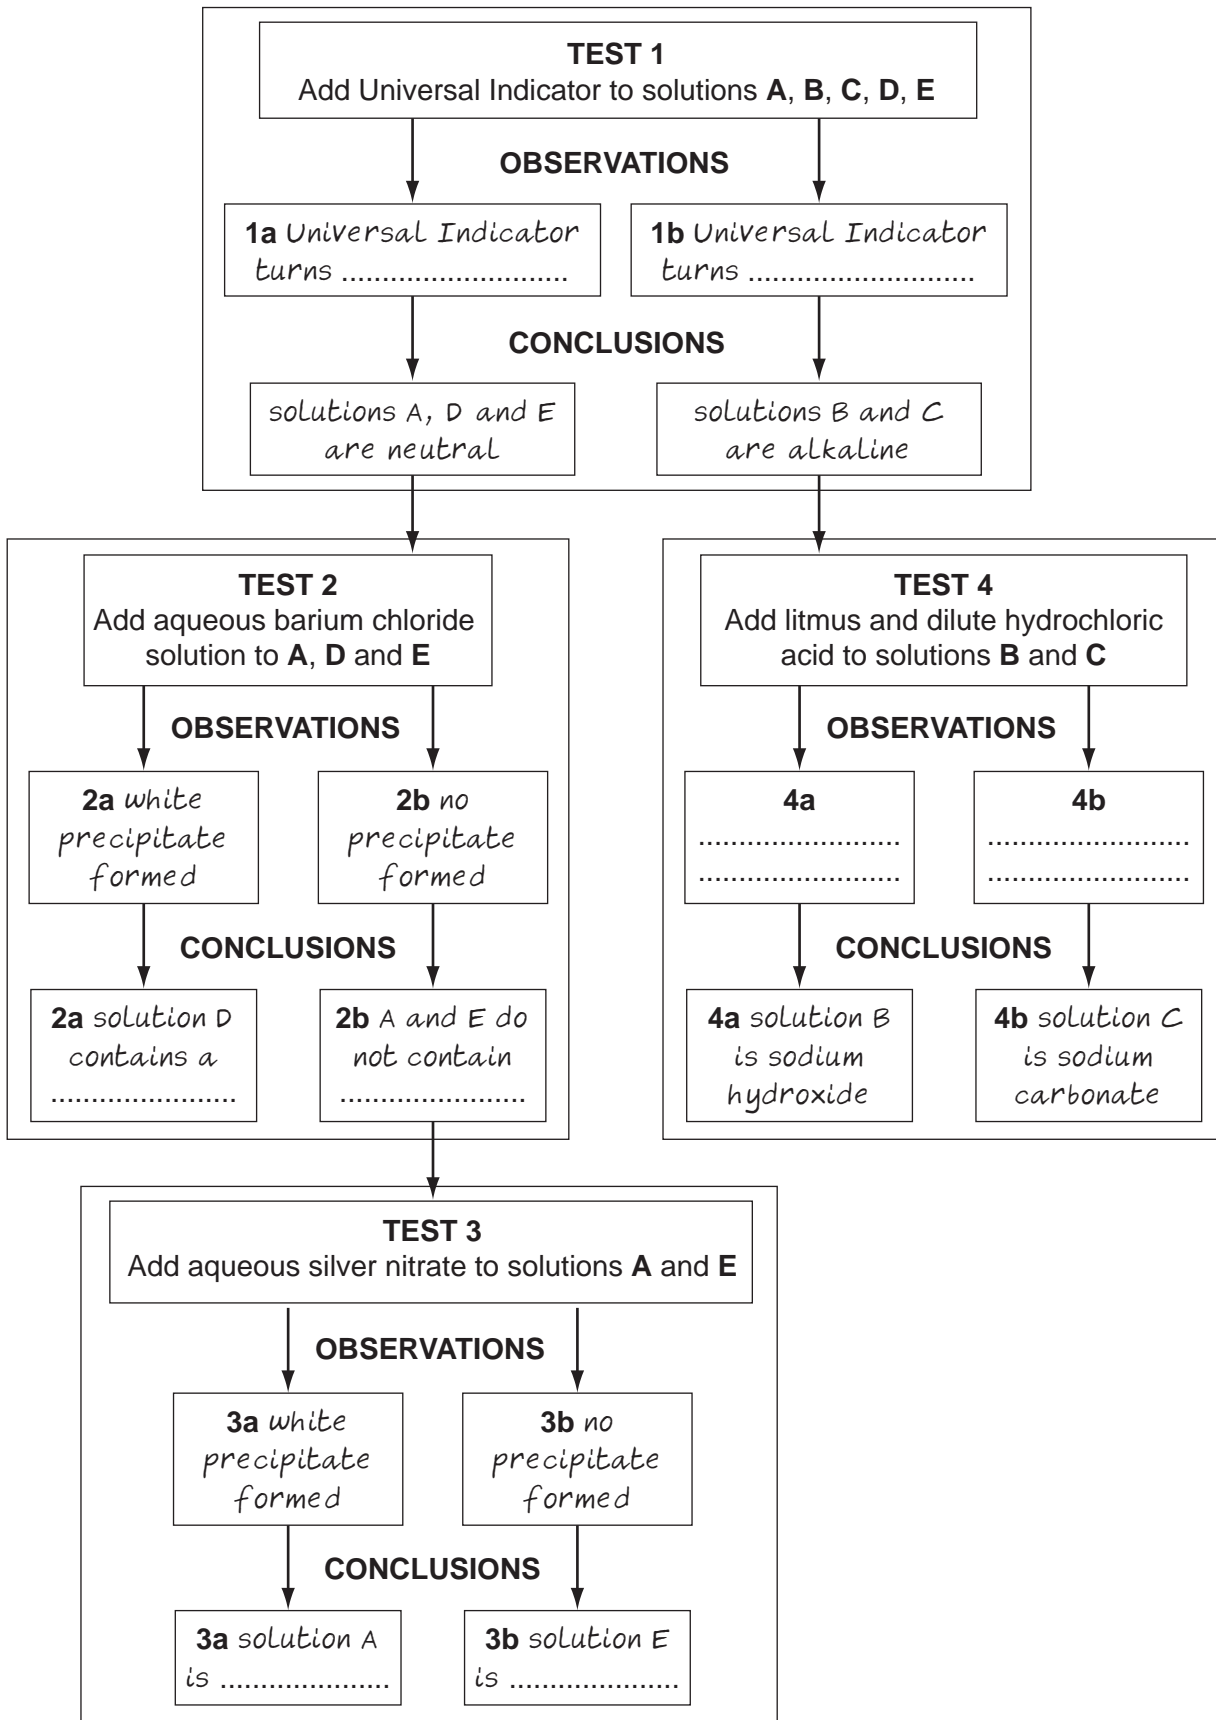 TEST 1
Add Universal Indicator to solutions A, B, C, D, E
OBSERVATIONS
1a Universal Indicator
turns ............................
1b Universal Indicator
turns ............................
CONCLUSIONS
solutions A, D and E
are neutral
solutions B and C
are alkaline
TEST 2
Add aqueous barium chloride
solution to A, D and E
OBSERVATIONS
2a white
precipitate
formed
2b no
precipitate
formed
CONCLUSIONS
2a solution D
contains a
.......................
2b A and E do
not contain
.......................
TEST 4
Add litmus and dilute hydrochloric
acid to solutions B and C
OBSERVATIONS
4a
.........................
.........................
4b
.........................
.........................
CONCLUSIONS
4a solution B
is sodium
hydroxide
4b solution C
is sodium
carbonate
TEST 3
Add aqueous silver nitrate to solutions A and E
OBSERVATIONS
3a white
precipitate
formed
3b no
precipitate
formed
CONCLUSIONS
3a solution A
is .....................
3b solution E
is .....................